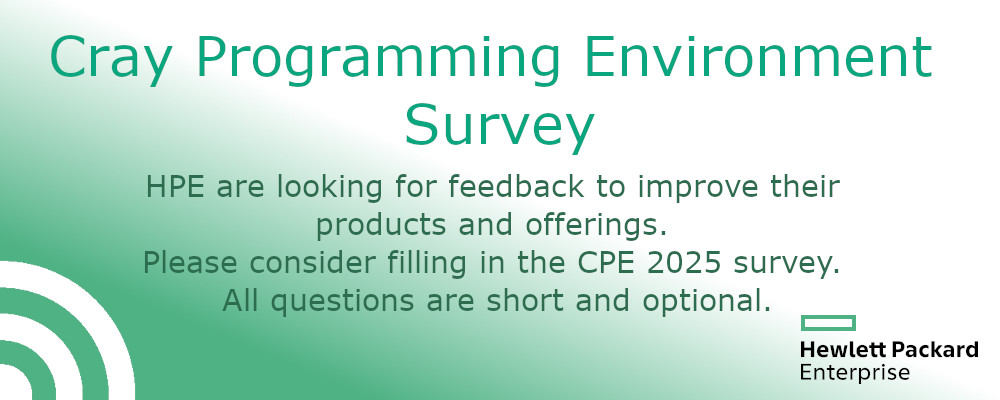 Cray Programming Environment
Survey
HPE are looking for feedback to improve their
products and offerings.
Please consider filling in the CPE 2025 survey.
All questions are short and optional.
Hewlett Packard
Enterprise